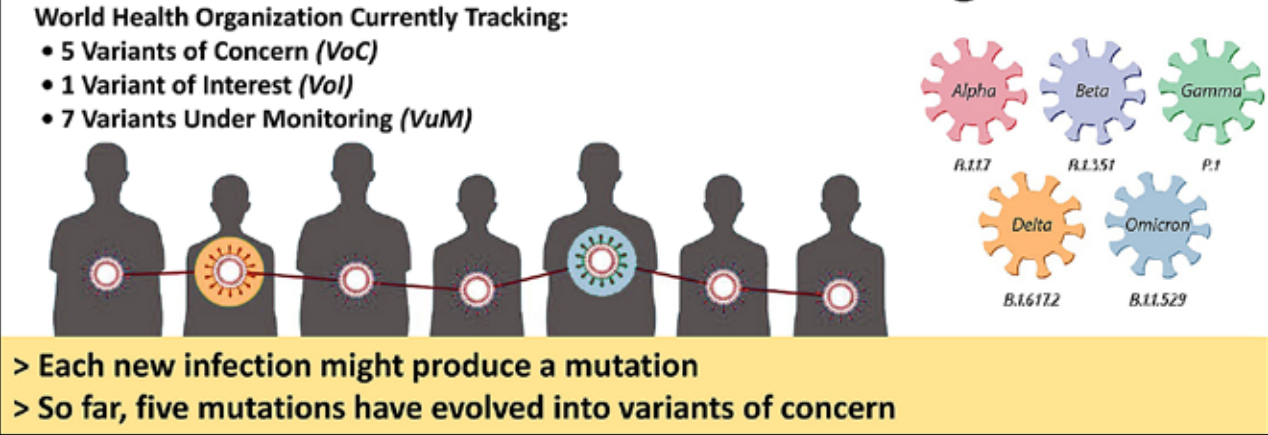 World Health Organization Currently Tracking:
• 5 Variants of Concern (VoC)
• 1 Variant of Interest (VoI)
• 7 Variants Under Monitoring (VuM)
Alpha
Beta
Gamma
B.1.1.7
B.1.351
P.1
Delta
Omicron
B.1.617.2
B.1.1.529
> Each new infection might produce a mutation
> So far, five mutations have evolved into variants of concern